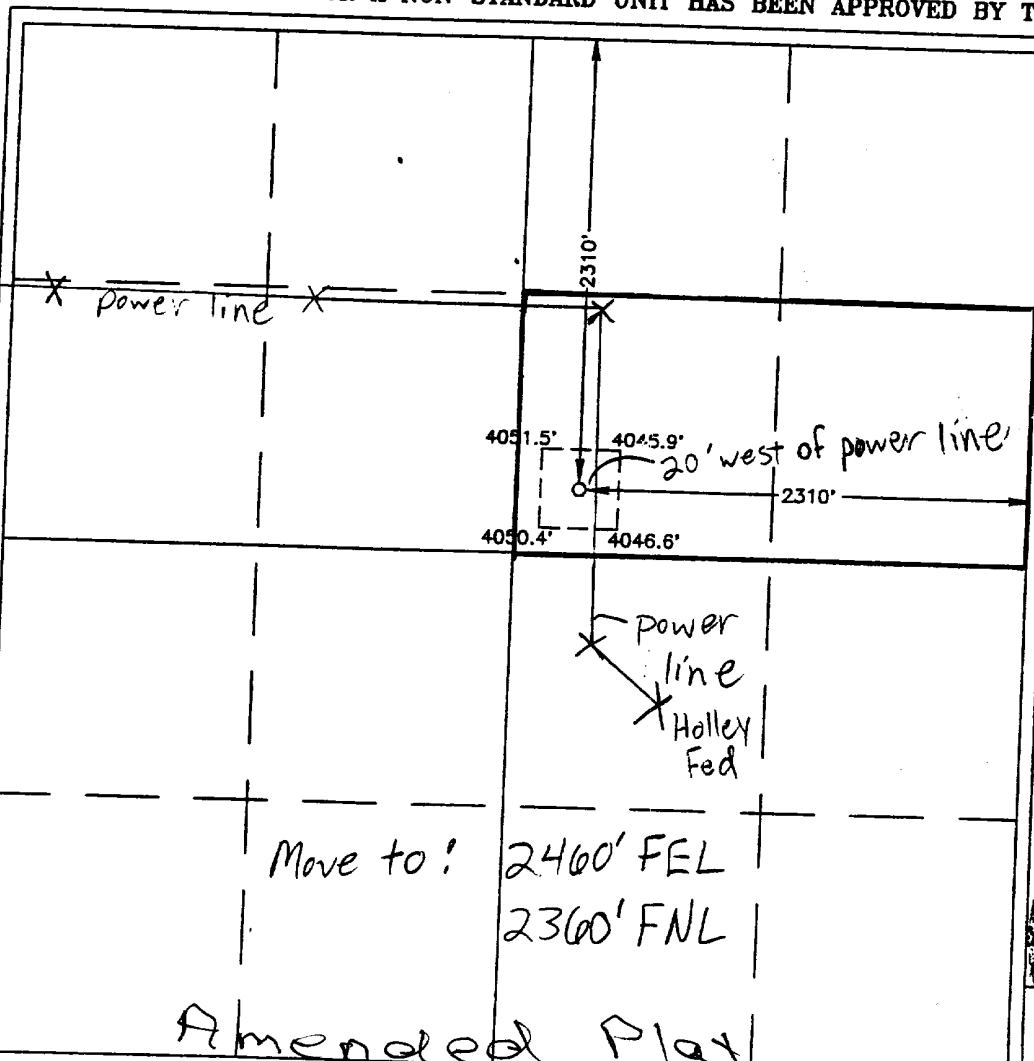 NON-STANDARD UNIT HAS BEEN APPROVED BY
2310'
power line
4051.5'
4045.9'
20' west of power line
2310'
4050.4'
4046.6'
power
line
Holley
Fed
Move to: 2460' FEL
2360' FNL
Amended Plat